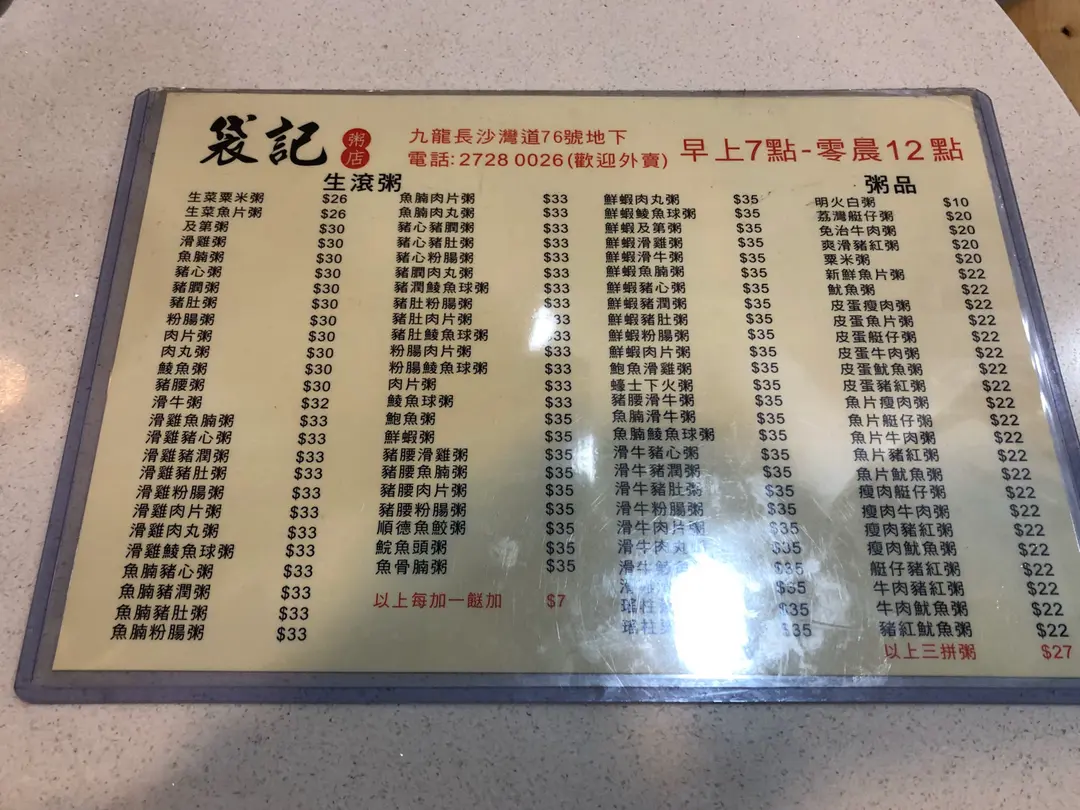 袋記 粥店
九龍長沙灣道76號地下
電話: 2728 0026 (歡迎外賣)
早上7點-零晨12點
生滾粥
生菜粟米粥 $26
生菜魚片粥 $26
及第粥 $30
滑雞粥 $30
魚腩粥 $30
豬心粥 $30
豬膶粥 $30
豬肚粥 $30
粉腸粥 $30
肉片粥 $30
肉丸粥 $30
鯪魚粥 $30
豬腰粥 $30
滑牛粥 $32
滑雞魚腩粥 $33
滑雞豬心粥 $33
滑雞豬潤粥 $33
滑雞豬肚粥 $33
滑雞粉腸粥 $33
滑雞肉片粥 $33
滑雞肉丸粥 $33
滑雞鯪魚球粥 $33
魚腩豬心粥 $33
魚腩豬潤粥 $33
魚腩豬肚粥 $33
魚腩粉腸粥 $33
魚腩肉片粥 $33
魚腩肉丸粥 $33
豬心豬膶粥 $33
豬心豬肚粥 $33
豬心粉腸粥 $33
豬膶肉丸粥 $33
豬潤鯪魚球粥 $33
豬肚粉腸粥 $33
豬肚肉片粥 $33
豬肚鯪魚球粥 $33
粉腸肉片粥 $33
粉腸鯪魚球粥 $33
肉片粥 $33
鯪魚球粥 $33
鮑魚粥 $35
鮮蝦粥 $35
豬腰滑雞粥 $35
豬腰魚腩粥 $35
豬腰肉片粥 $35
豬腰粉腸粥 $35
順德魚餃粥 $35
鯇魚頭粥 $35
魚骨腩粥 $35
以上每加一餸加 $7
鮮蝦肉丸粥 $35
鮮蝦鯪魚球粥 $35
鮮蝦及第粥 $35
鮮蝦滑雞粥 $35
鮮蝦滑牛粥 $35
鮮蝦魚腩粥 $35
鮮蝦豬心粥 $35
鮮蝦豬潤粥 $35
鮮蝦豬肚粥 $35
鮮蝦粉腸粥 $35
鮮蝦肉片粥 $35
鮑魚滑雞粥 $35
蠔士下火粥 $35
豬腰滑牛粥 $35
魚腩滑牛粥 $35
魚腩鯪魚球粥 $35
滑牛豬心粥 $35
滑牛豬潤粥 $35
滑牛豬肚粥 $35
滑牛粉腸粥 $35
滑牛肉片粥 $35
滑牛肉丸 $35
滑牛 $35
$35
瑤柱 $35
瑤柱 $35
粥品
明火白粥 $10
荔灣艇仔粥 $20
免治牛肉粥 $20
爽滑豬紅粥 $20
粟米粥 $20
新鮮魚片粥 $22
魷魚粥 $22
皮蛋瘦肉粥 $22
皮蛋魚片粥 $22
皮蛋艇仔粥 $22
皮蛋牛肉粥 $22
皮蛋魷魚粥 $22
皮蛋豬紅粥 $22
魚片瘦肉粥 $22
魚片艇仔粥 $22
魚片牛肉粥 $22
魚片豬紅粥 $22
魚片魷魚粥 $22
瘦肉艇仔粥 $22
瘦肉牛肉粥 $22
瘦肉豬紅粥 $22
瘦肉魷魚粥 $22
艇仔豬紅粥 $22
牛肉豬紅粥 $22
牛肉魷魚粥 $22
豬紅魷魚粥 $22
以上三拼粥 $27